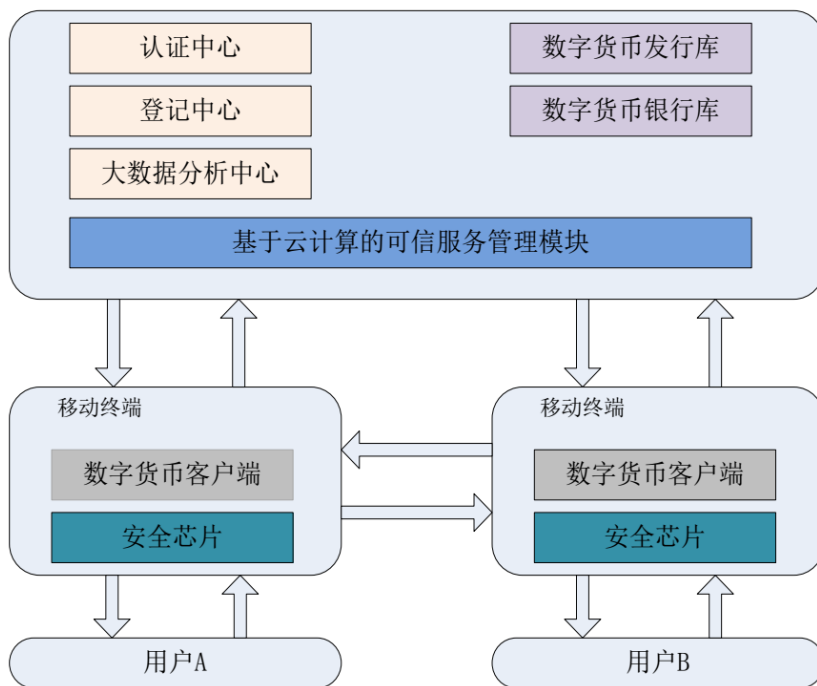 认证中心
数字货币发行库
登记中心
数字货币银行库
大数据分析中心
基于云计算的可信服务管理模块
移动终端
移动终端
数字货币客户端
数字货币客户端
安全芯片
安全芯片
用户A
用户B